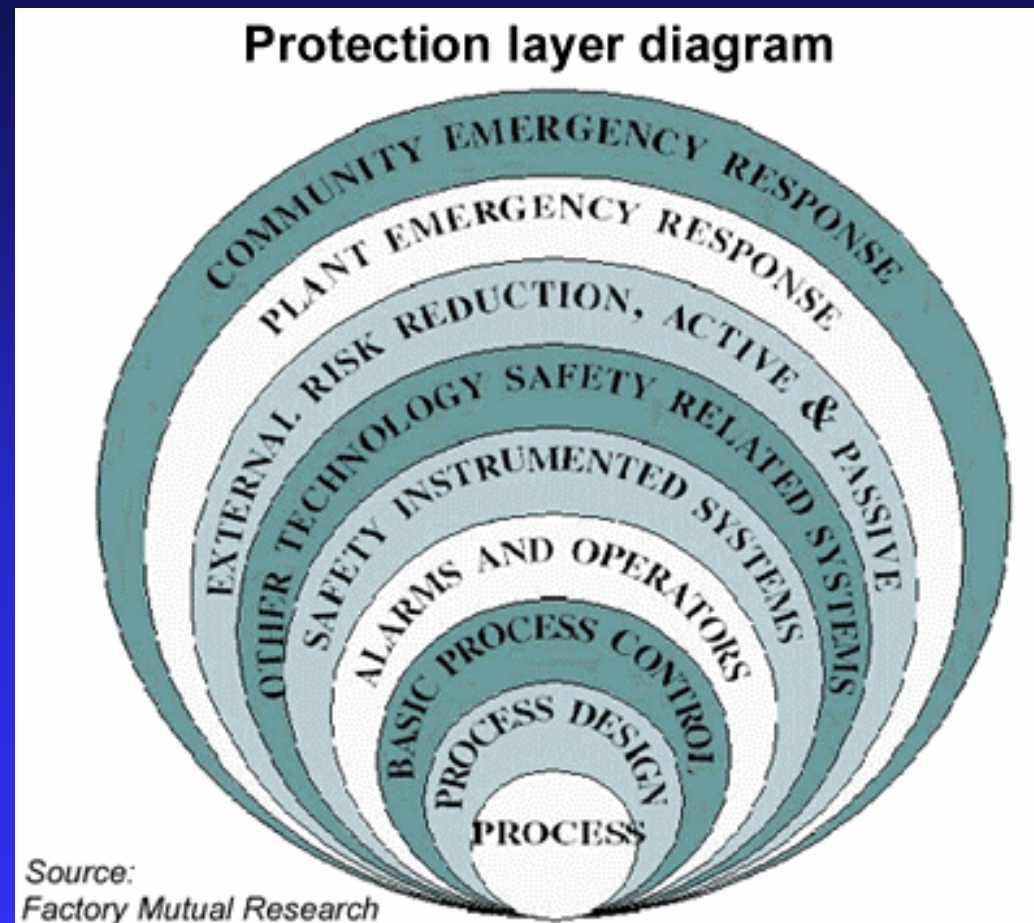 Protection layer diagram
COMMUNITY EMERGENCY RESPONSE
PLANT EMERGENCY RESPONSE
EXTERNAL RISK REDUCTION, ACTIVE & PASSIVE
OTHER TECHNOLOGY SAFETY RELATED SYSTEMS
SAFETY INSTRUMENTED SYSTEMS
ALARMS AND OPERATORS
BASIC PROCESS CONTROL
PROCESS DESIGN
PROCESS
Source:
Factory Mutual Research